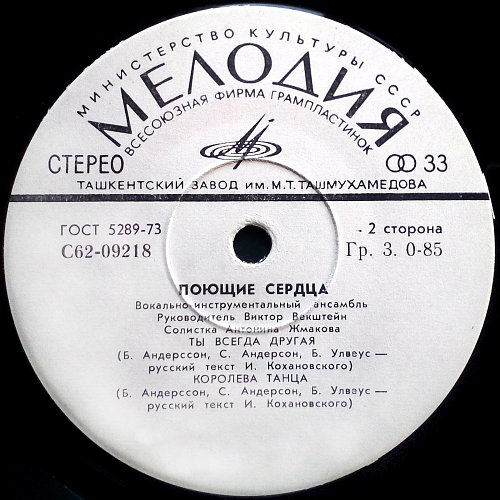 МИНИСТЕРСТВО КУЛЬТУРЫ СССР
МЕЛОДИЯ
ВСЕСОЮЗНАЯ ФИРМА ГРАМПЛАСТИНОК
СТЕРЕО 33
ТАШКЕНТСКИЙ ЗАВОД ИМ. М.Т. ТАШМУХАМЕДОВА
ГОСТ 5289-73 - 2 сторона
С62-09218 Гр. 3. 0-85
ПОЮЩИЕ СЕРДЦА
Вокально-инструментальный ансамбль
Руководитель Виктор Векштейн
Солистка Антонина Жмакова
ТЫ ВСЕГДА ДРУГАЯ
(Б. Андерссон, С. Андерсон, Б. Улвеус —
русский текст И. Кохановского)
КОРОЛЕВА ТАНЦА
(Б. Андерссон, С. Андерсон, Б. Улвеус —
русский текст И. Кохановского)